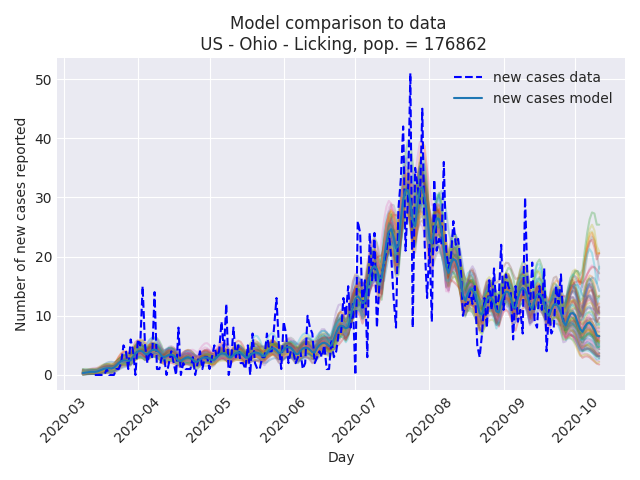 Model comparison to data
US - Ohio - Licking, pop. = 176862
new cases data
new cases model
Number of new cases reported
50
40
30
20
10
0
2020-03
2020-04
2020-05
2020-06
2020-07
2020-08
2020-09
2020-10
Day